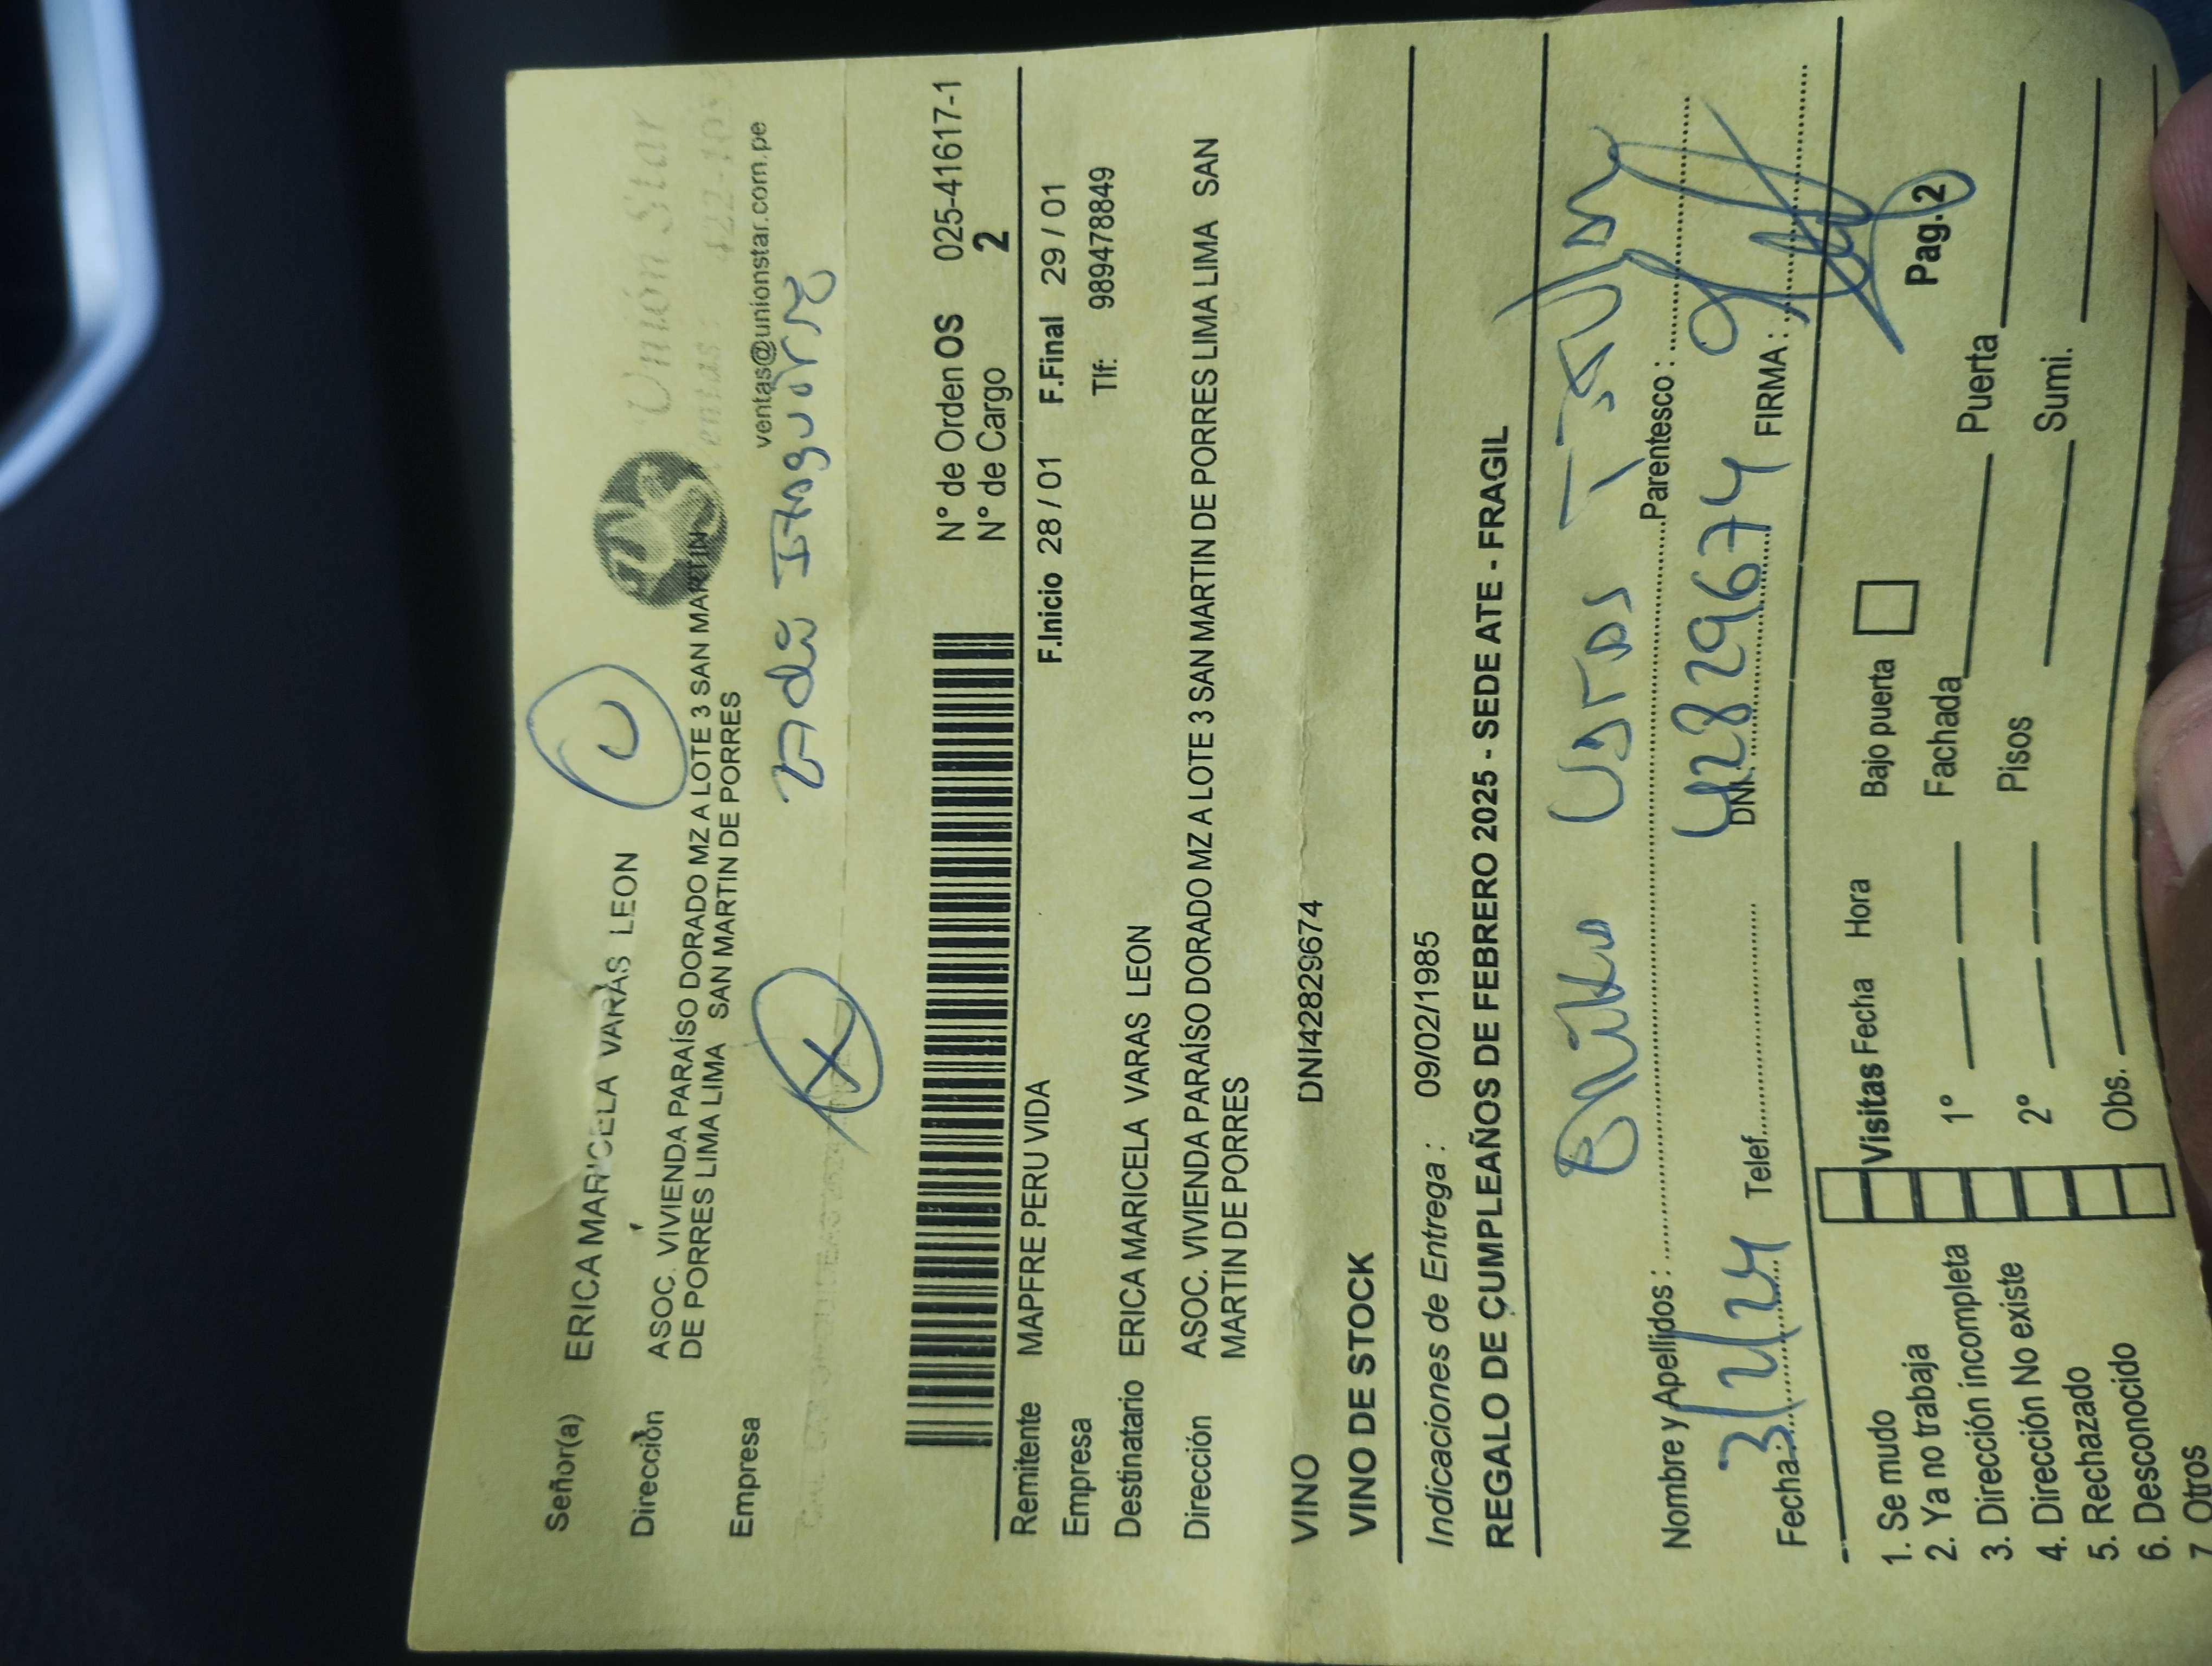 Unión Star
ventas@unionstar.com.pe
Señor(a) ERICA MARICELA VARAS LEON
Dirección ASOC. VIVIENDA PARAÍSO DORADO MZ A LOTE 3 SAN MARTIN
DE PORRES LIMA LIMA SAN MARTIN DE PORRES
Empresa
N° de Orden OS 025-41617-1
N° de Cargo 2
Remitente MAPFRE PERU VIDA F.Inicio 28 / 01 F.Final 29 / 01
Empresa Tlf: 989478849
Destinatario ERICA MARICELA VARAS LEON
Dirección ASOC. VIVIENDA PARAÍSO DORADO MZ A LOTE 3 SAN MARTIN DE PORRES LIMA LIMA SAN
MARTIN DE PORRES
VINO DNI42829674
VINO DE STOCK
Indicaciones de Entrega : 09/02/1985
REGALO DE CUMPLEAÑOS DE FEBRERO 2025 - SEDE ATE - FRAGIL
Nombre y Apellidos : Parentesco :
Fecha Telef. DNI. 42829674 FIRMA :
Pag. 2
1. Se mudo
2. Ya no trabaja
3. Dirección incompleta
4. Dirección No existe
5. Rechazado
6. Desconocido
7 Otros
Visitas Fecha Hora Bajo puerta
1° Fachada Puerta
2° Pisos Sumi.
Obs.